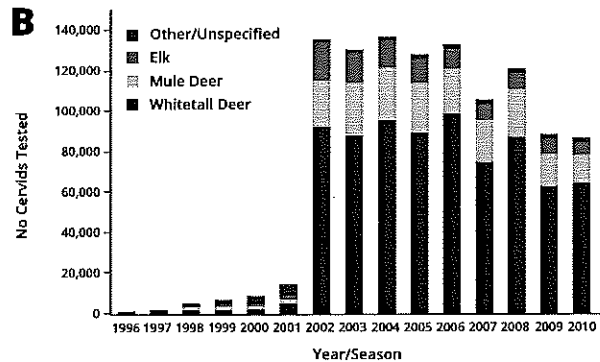 B
140,000
120,000
100,000
80,000
60,000
40,000
20,000
0
No Cervids Tested
Other/Unspecified
Elk
Mule Deer
Whitetall Deer
1996 1997 1998 1999 2000 2001 2002 2003 2004 2005 2006 2007 2008 2009 2010
Year/Season